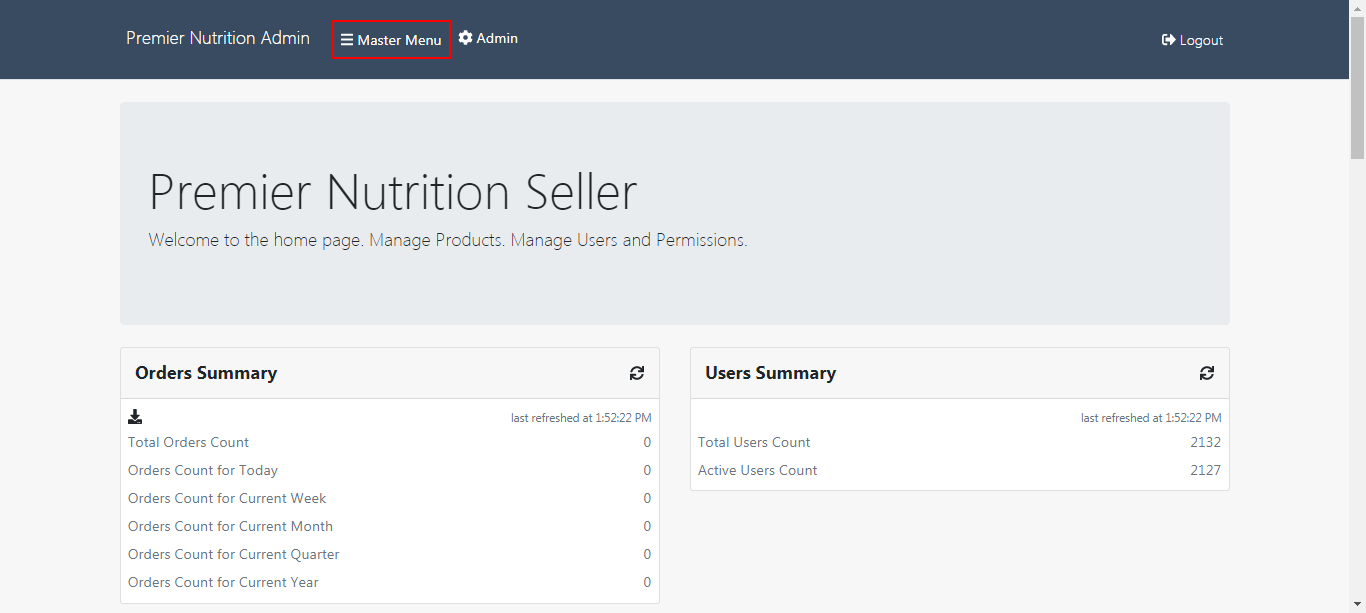 Premier Nutrition Admin Master Menu Admin Logout
Premier Nutrition Seller
Welcome to the home page. Manage Products. Manage Users and Permissions.
Orders Summary
last refreshed at 1:52:22 PM
Total Orders Count 0
Orders Count for Today 0
Orders Count for Current Week 0
Orders Count for Current Month 0
Orders Count for Current Quarter 0
Orders Count for Current Year 0
Users Summary
last refreshed at 1:52:22 PM
Total Users Count 2132
Active Users Count 2127